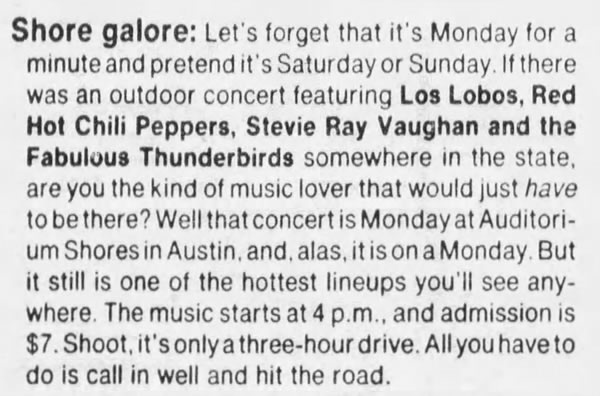 Shore galore: Let's forget that it's Monday for a
minute and pretend it's Saturday or Sunday. If there
was an outdoor concert featuring Los Lobos, Red
Hot Chili Peppers, Stevie Ray Vaughan and the
Fabulous Thunderbirds somewhere in the state,
are you the kind of music lover that would just have
to be there? Well that concert is Monday at Auditori-
um Shores in Austin, and, alas, it is on a Monday. But
it still is one of the hottest lineups you'll see any-
where. The music starts at 4 p.m., and admission is
$7. Shoot, it's only a three-hour drive. All you have to
do is call in well and hit the road.